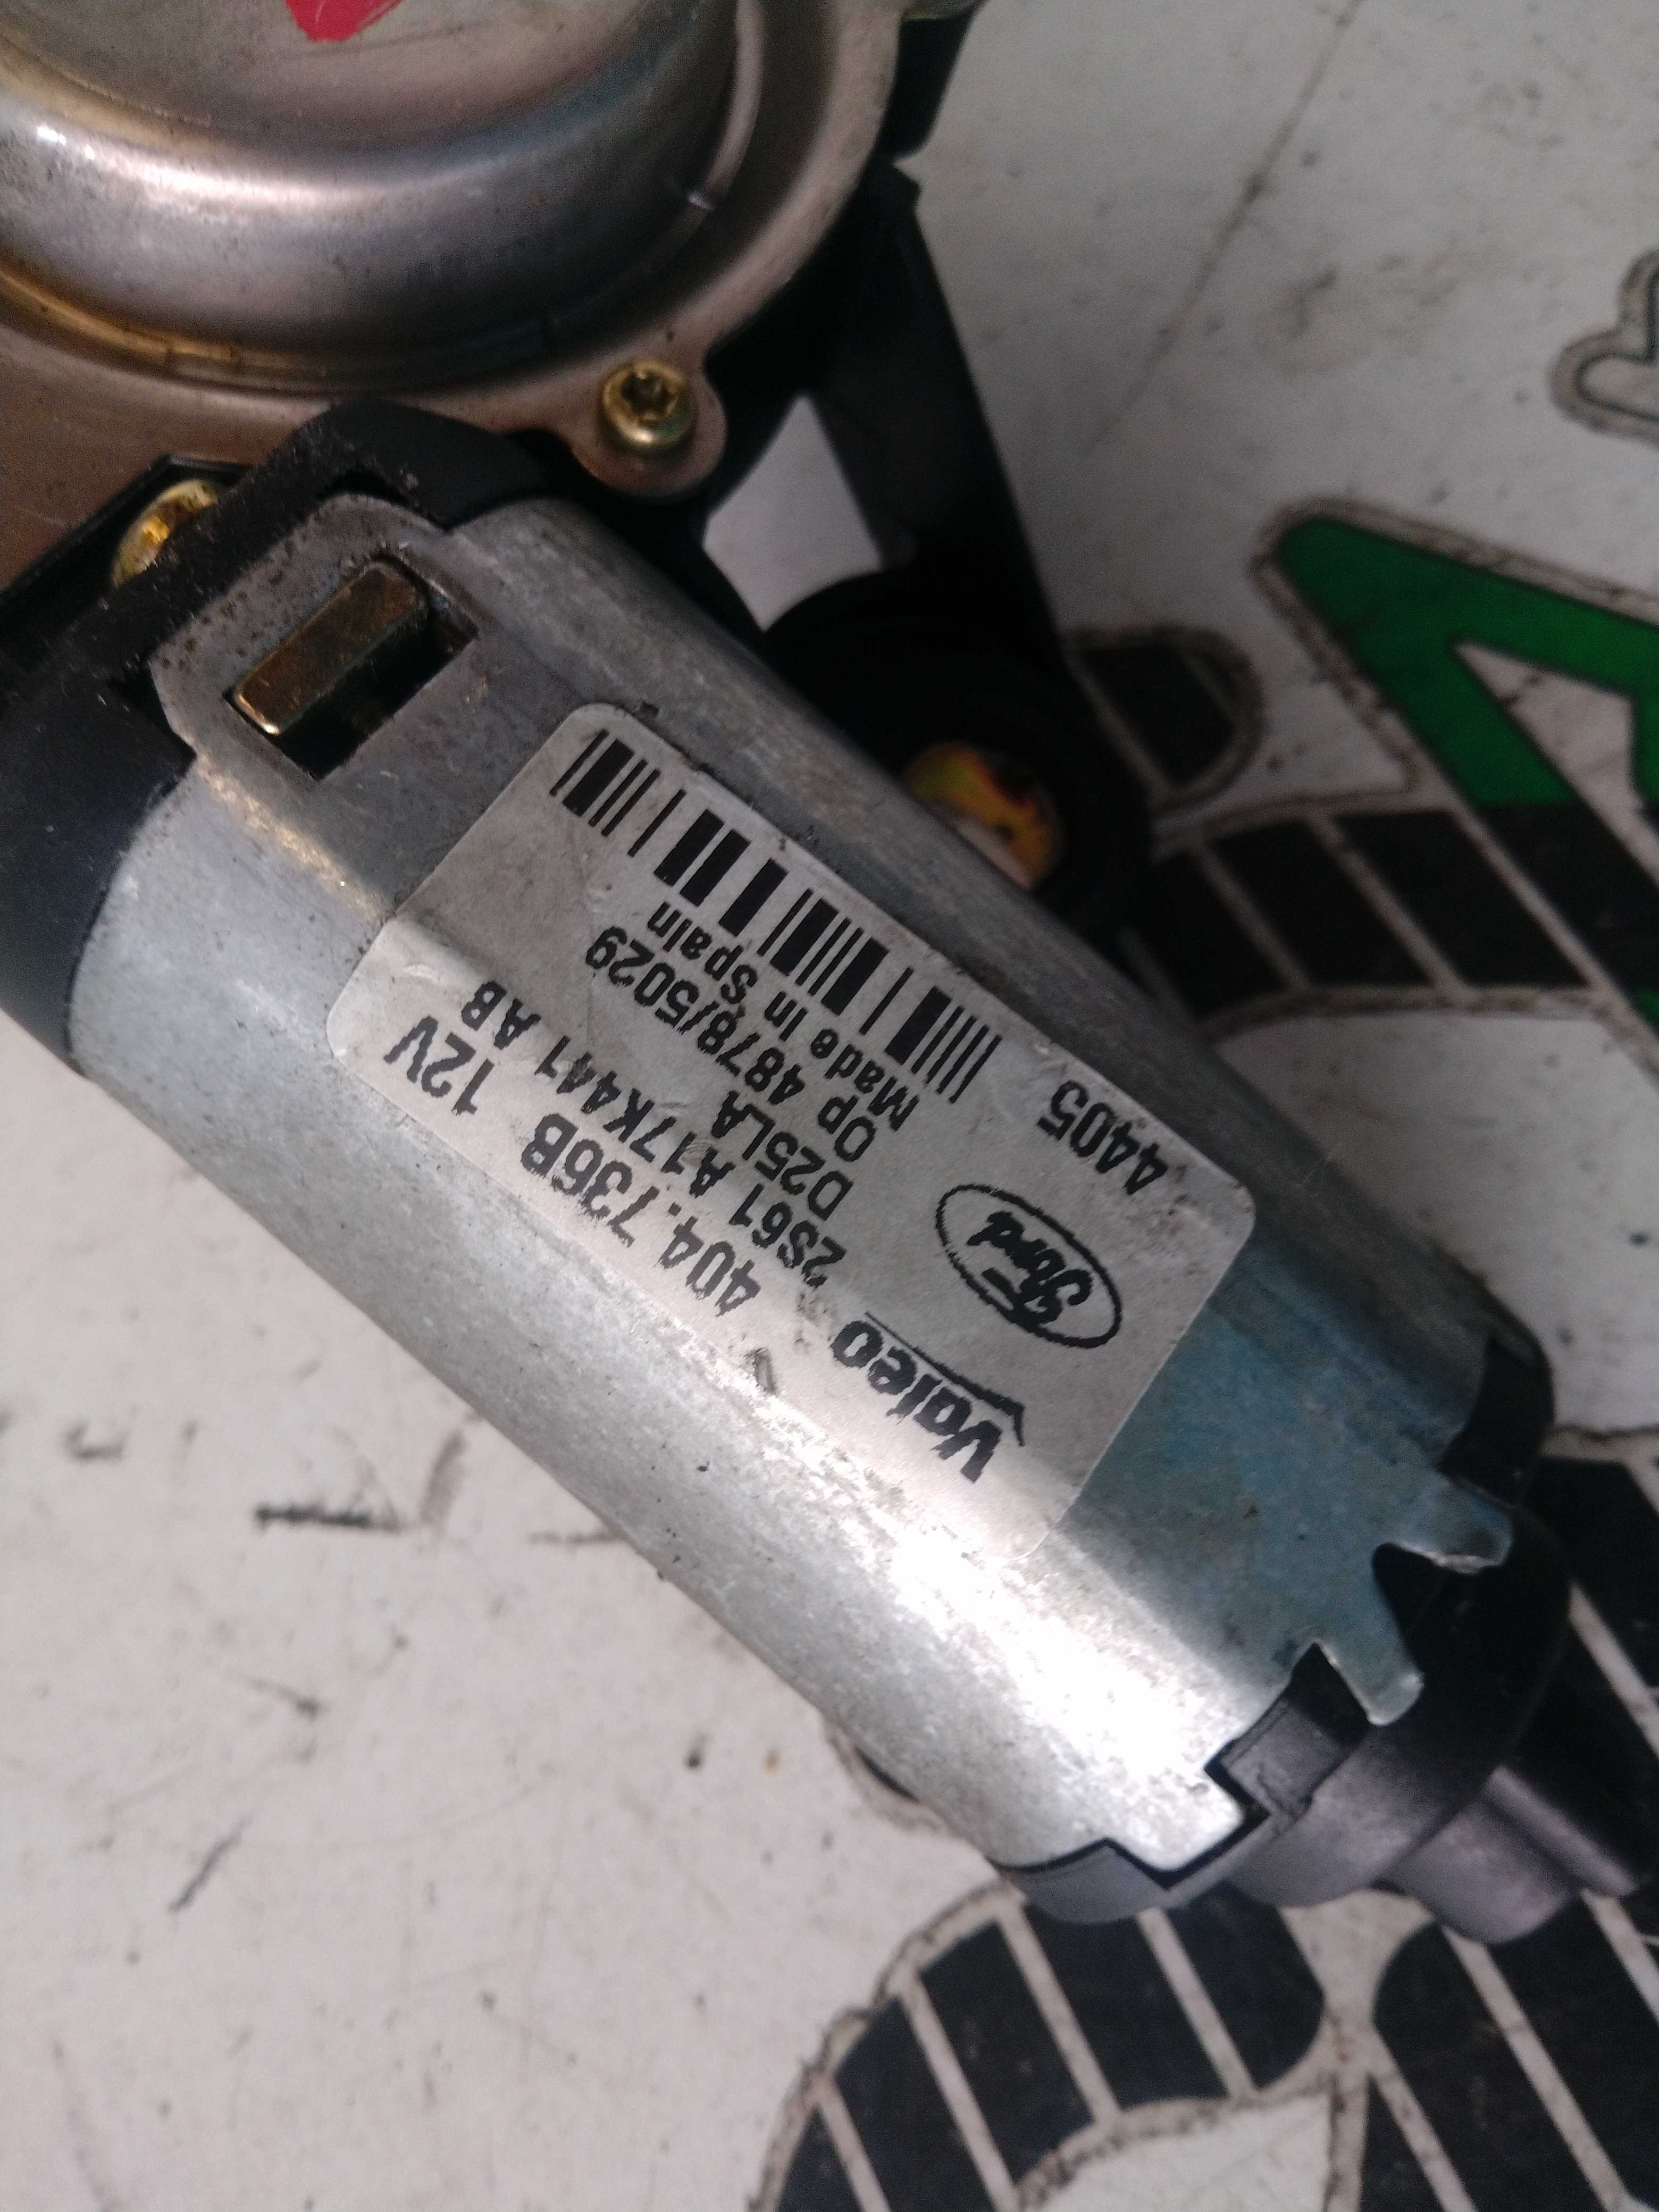 Valeo 404.736B 12V
2S61 A17K441 AB
D25LA
OP 4878/5029
Made in Spain
Ford
4405